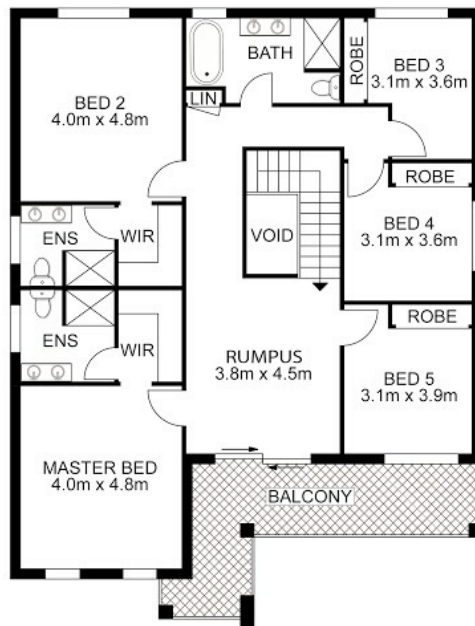 BATH
ROBE
BED 3
3.1m x 3.6m
BED 2
4.0m x 4.8m
LIN
ROBE
BED 4
3.1m x 3.6m
ENS
WIR
VOID
ENS
WIR
RUMPUS
3.8m x 4.5m
ROBE
BED 5
3.1m x 3.9m
MASTER BED
4.0m x 4.8m
BALCONY